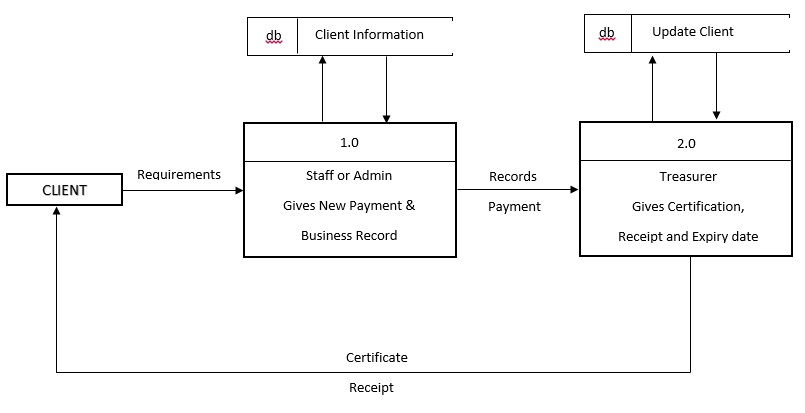 db Client Information
db Update Client
1.0
2.0
CLIENT
Requirements
Staff or Admin
Gives New Payment &
Business Record
Records
Payment
Treasurer
Gives Certification,
Receipt and Expiry date
Certificate
Receipt